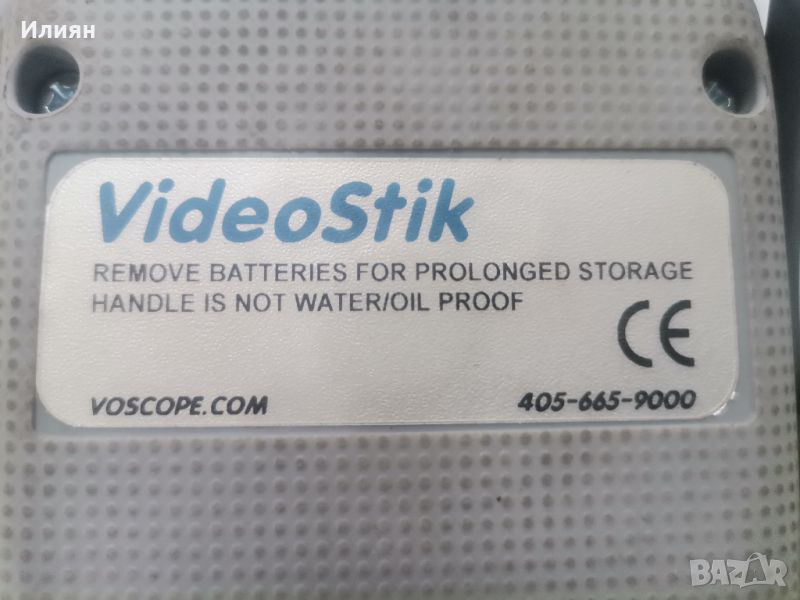 Илиян
VideoStik
REMOVE BATTERIES FOR PROLONGED STORAGE
HANDLE IS NOT WATER/OIL PROOF
CE
VOSCOPE.COM 405-665-9000
BAZAR